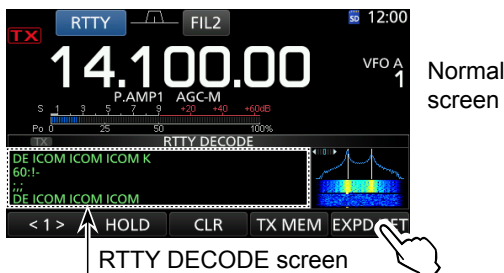 RTTY FIL2 SD 12:00
TX
14.100.00 VFO A
1
P.AMP1 AGC-M
S 1 3 5 7 9 +20 +40 +60dB
Po 0 25 50 100%
TX RTTY DECODE
DE ICOM ICOM ICOM K
60:!-
;,;
DE ICOM ICOM ICOM
< 1 > HOLD CLR TX MEM EXPD
Normal
screen
RTTY DECODE screen